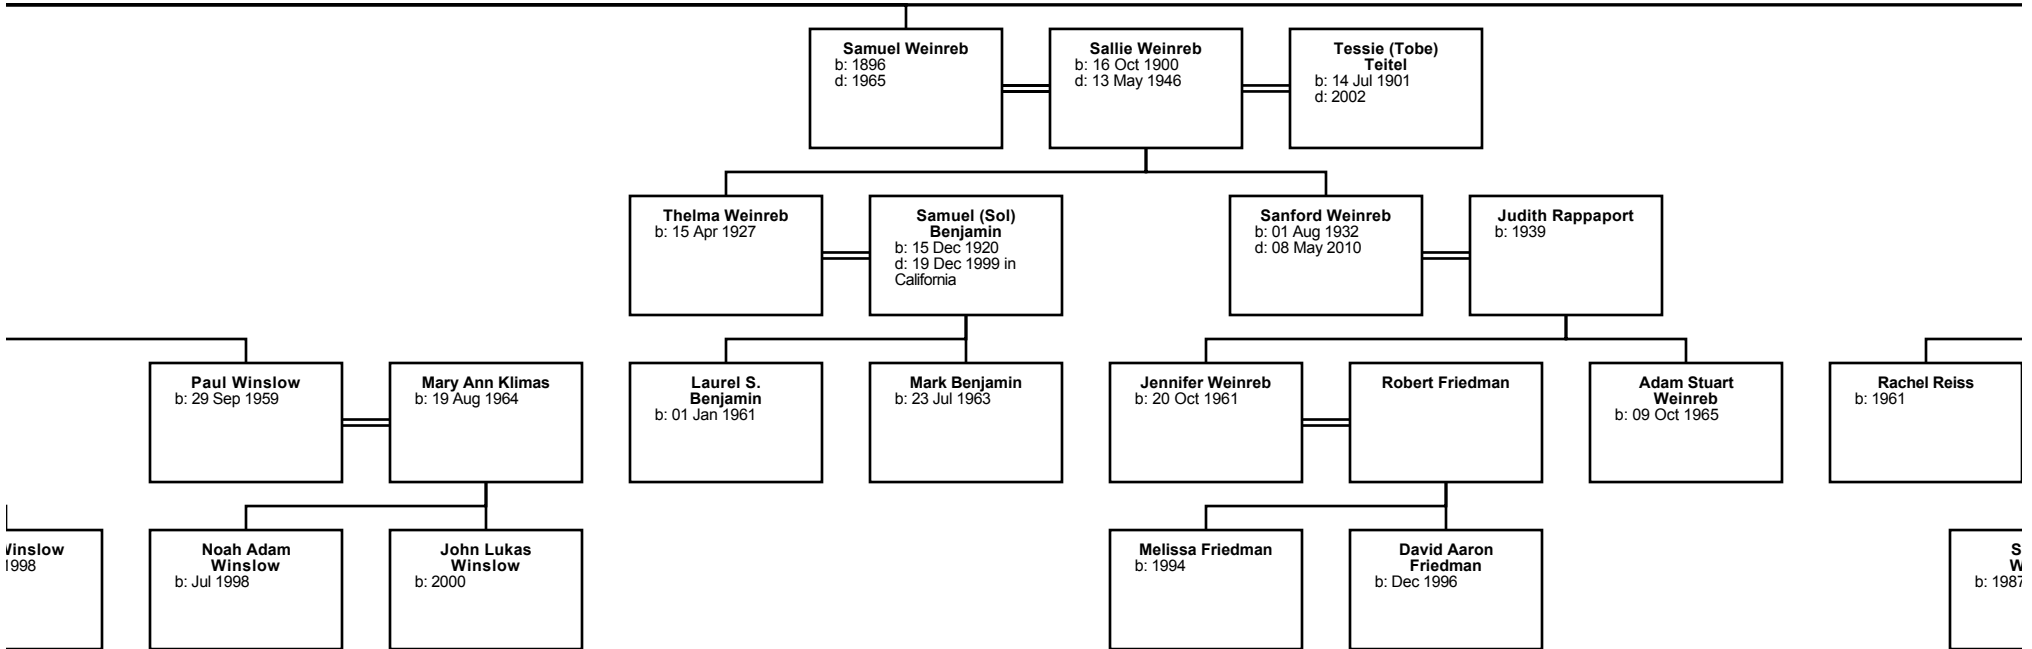 Samuel Weinreb
b: 1896
d: 1965
Sallie Weinreb
b: 16 Oct 1900
d: 13 May 1946
Tessie (Tobe)
Teitel
b: 14 Jul 1901
d: 2002
Thelma Weinreb
b: 15 Apr 1927
Samuel (Sol)
Benjamin
b: 15 Dec 1920
d: 19 Dec 1999 in
California
Sanford Weinreb
b: 01 Aug 1932
d: 08 May 2010
Judith Rappaport
b: 1939
Paul Winslow
b: 29 Sep 1959
Mary Ann Klimas
b: 19 Aug 1964
Laurel S.
Benjamin
b: 01 Jan 1961
Mark Benjamin
b: 23 Jul 1963
Jennifer Weinreb
b: 20 Oct 1961
Robert Friedman
Adam Stuart
Weinreb
b: 09 Oct 1965
Rachel Reiss
b: 1961
Winslow
1998
Noah Adam
Winslow
b: Jul 1998
John Lukas
Winslow
b: 2000
Melissa Friedman
b: 1994
David Aaron
Friedman
b: Dec 1996
S
W
b: 1987